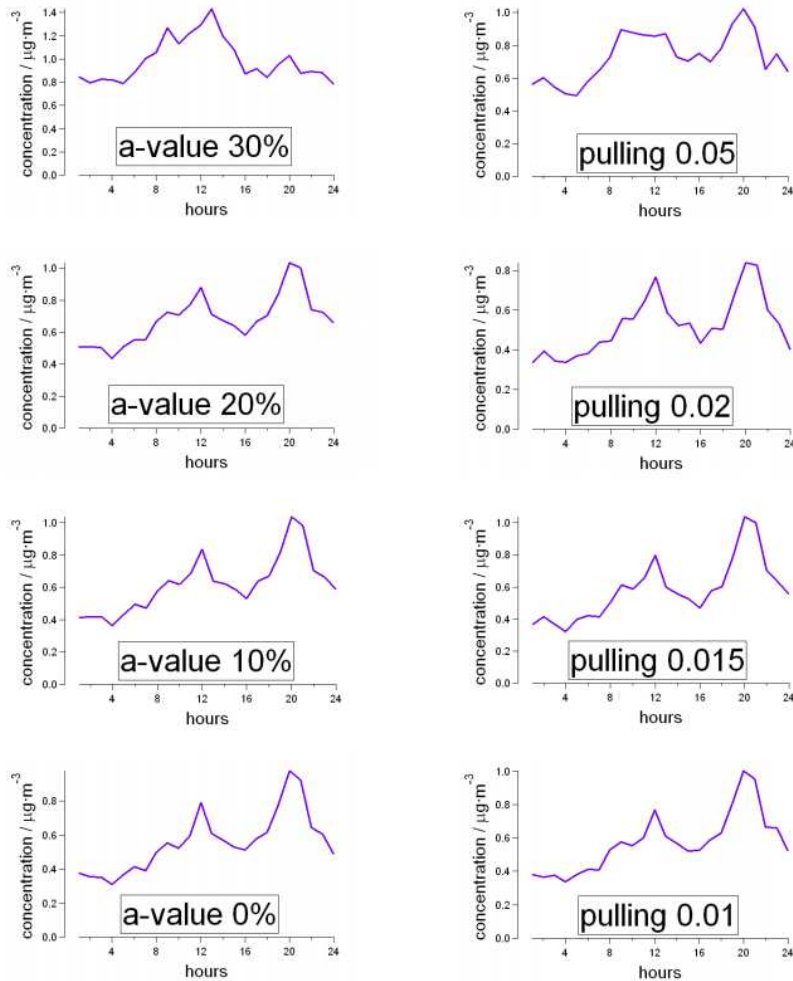 concentration / µg·m⁻³
1.4
1.2
1.0
0.8
0.6
0.4
0.2
0.0
a-value 30%
4 8 12 16 20 24
hours
concentration / µg·m⁻³
1.0
0.8
0.6
0.4
0.2
0.0
pulling 0.05
4 8 12 16 20 24
hours
concentration / µg·m⁻³
1.0
0.8
0.6
0.4
0.2
0.0
a-value 20%
4 8 12 16 20 24
hours
concentration / µg·m⁻³
0.8
0.6
0.4
0.2
0.0
pulling 0.02
4 8 12 16 20 24
hours
concentration / µg·m⁻³
1.0
0.8
0.6
0.4
0.2
0.0
a-value 10%
4 8 12 16 20 24
hours
concentration / µg·m⁻³
1.0
0.8
0.6
0.4
0.2
0.0
pulling 0.015
4 8 12 16 20 24
hours
concentration / µg·m⁻³
1.0
0.8
0.6
0.4
0.2
0.0
a-value 0%
4 8 12 16 20 24
hours
concentration / µg·m⁻³
1.0
0.8
0.6
0.4
0.2
0.0
pulling 0.01
4 8 12 16 20 24
hours